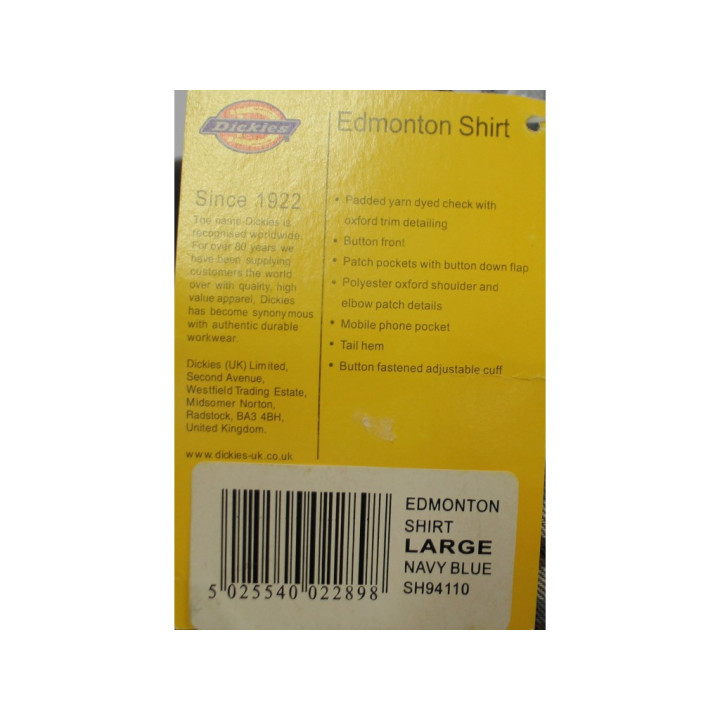 Dickies
Since 1922
The name Dickies is
recognised worldwide.
For over 80 years we
have been supplying
customers the world
over with quality, high
value apparel, Dickies
has become synonymous
with authentic durable
workwear.
Dickies (UK) Limited,
Second Avenue,
Westfield Trading Estate,
Midsomer Norton,
Radstock, BA3 4BH,
United Kingdom.
www.dickies-uk.co.uk
Edmonton Shirt
• Padded yarn dyed check with
oxford trim detailing
• Button front
• Patch pockets with button down flap
• Polyester oxford shoulder and
elbow patch details
• Mobile phone pocket
• Tail hem
• Button fastened adjustable cuff
5 025540 022898
EDMONTON
SHIRT
LARGE
NAVY BLUE
SH94110